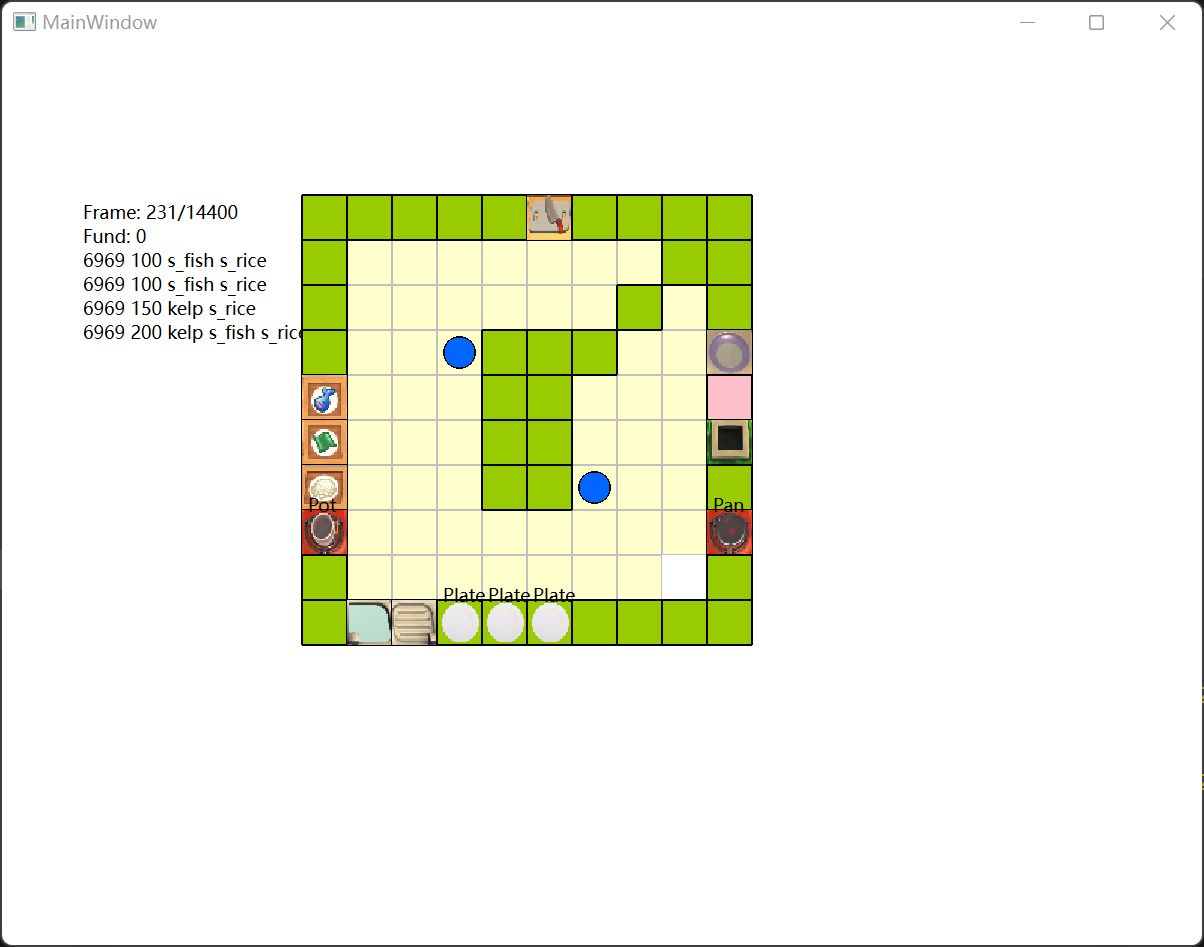 MainWindow
Frame: 231/14400
Fund: 0
6969 100 s_fish s_rice
6969 100 s_fish s_rice
6969 150 kelp s_rice
6969 200 kelp s_fish s_rice
Pot
Pan
Plate Plate Plate